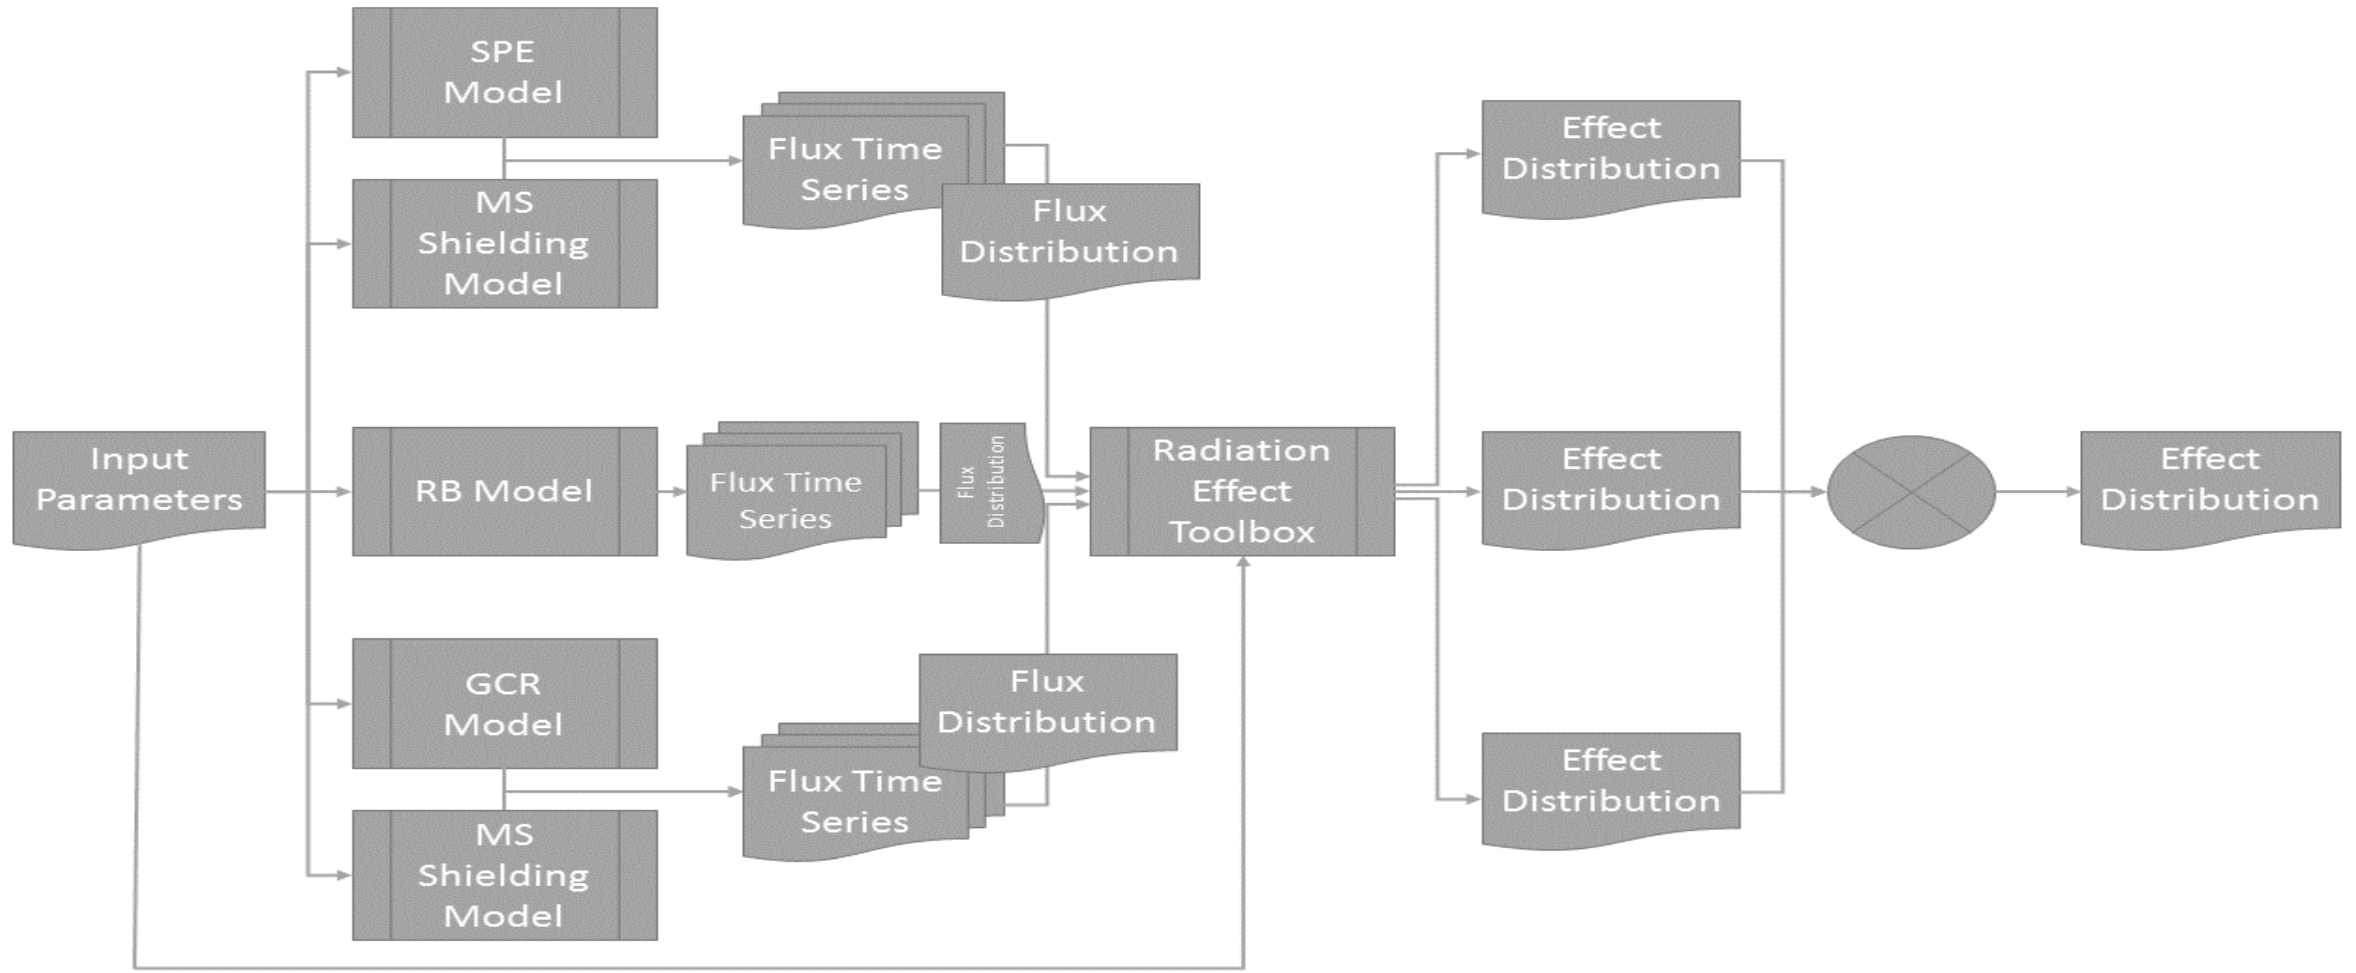 SPE
Model
MS
Shielding
Model
Flux Time
Series
Flux
Distribution
Effect
Distribution
Input
Parameters
RB Model
Flux Time
Series
Flux
Distribution
Radiation
Effect
Toolbox
Effect
Distribution
Effect
Distribution
GCR
Model
MS
Shielding
Model
Flux Time
Series
Flux
Distribution
Effect
Distribution